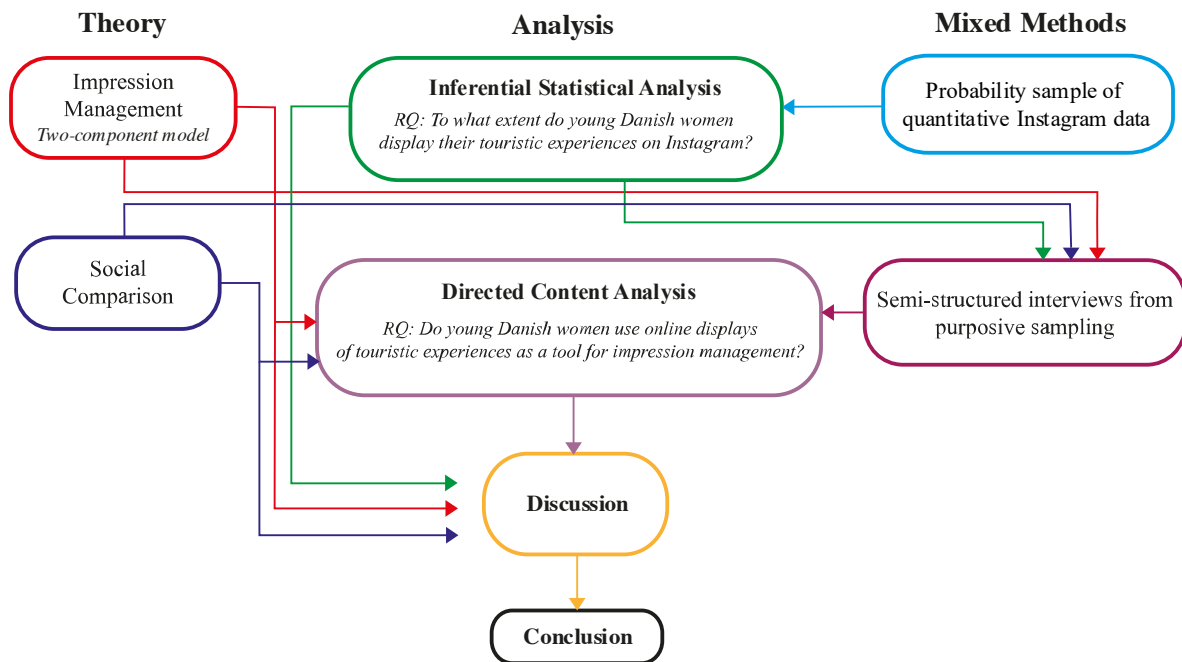 Theory
Analysis
Mixed Methods
Impression
Management
Two-component model
Inferential Statistical Analysis
RQ: To what extent do young Danish women
display their touristic experiences on Instagram?
Probability sample of
quantitative Instagram data
Social
Comparison
Directed Content Analysis
RQ: Do young Danish women use online displays
of touristic experiences as a tool for impression management?
Semi-structured interviews from
purposive sampling
Discussion
Conclusion